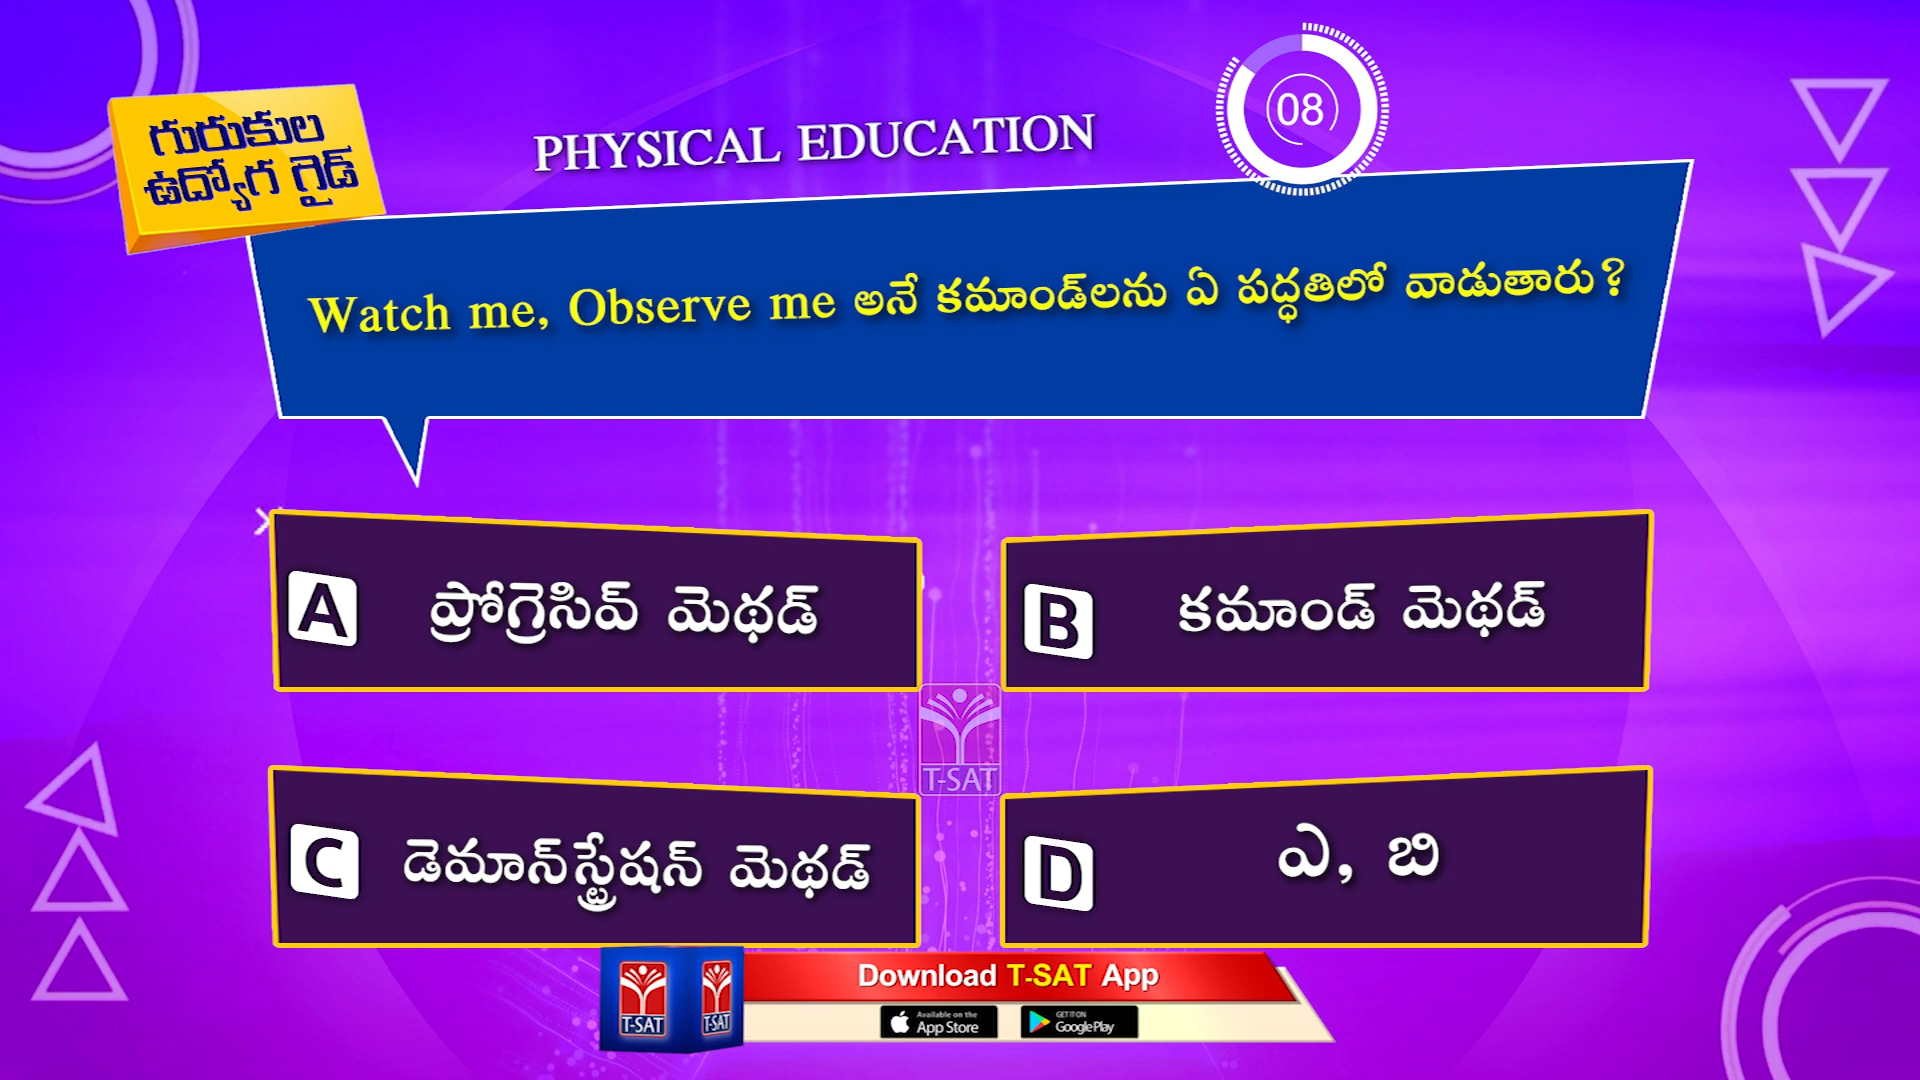 గురుకుల
ఉద్యోగ గైడ్
PHYSICAL EDUCATION
08
Watch me, Observe me అనే కమాండ్‌లను ఏ పద్ధతిలో వాడుతారు?
A ప్రోగ్రెసివ్ మెథడ్
B కమాండ్ మెథడ్
T-SAT
C డెమాన్‌స్ట్రేషన్ మెథడ్
D ఎ, బి
Download T-SAT App
T-SAT T-SAT
Available on the App Store
GET IT ON Google Play